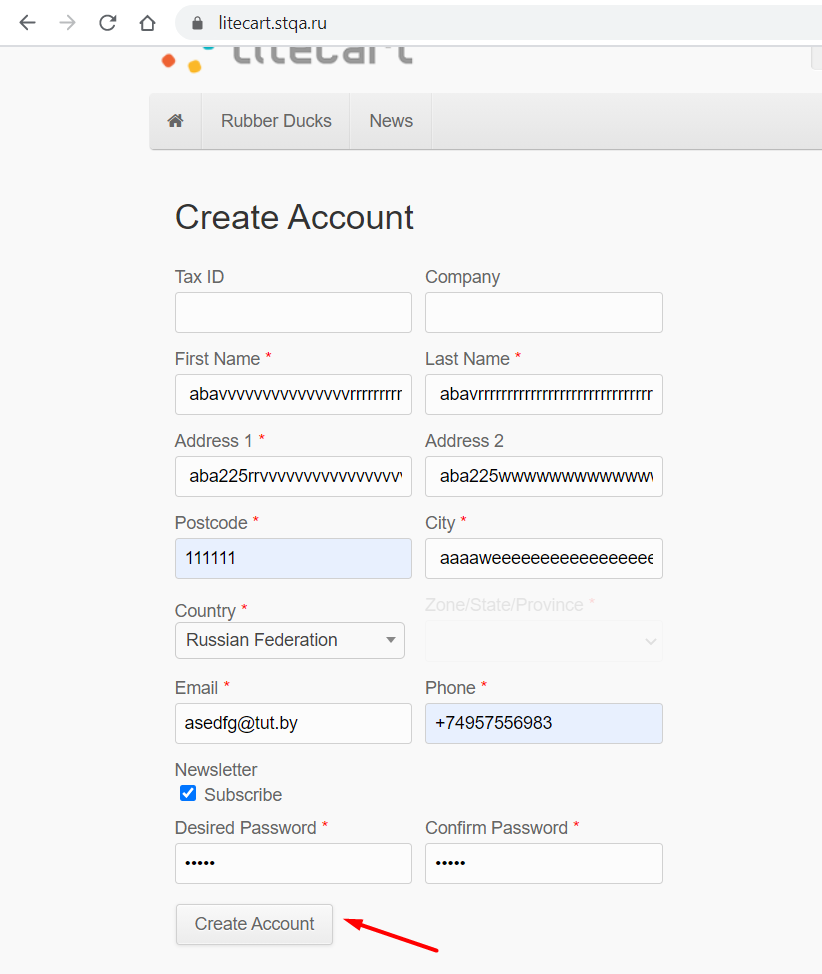 litecart.stqa.ru
litecart
Rubber Ducks News
Create Account
Tax ID Company
First Name * Last Name *
Address 1 * Address 2
Postcode * City *
111111
Country * Zone/State/Province *
Russian Federation
Email * Phone *
asedfg@tut.by +74957556983
Newsletter
Subscribe
Desired Password * Confirm Password *
••••• •••••
Create Account